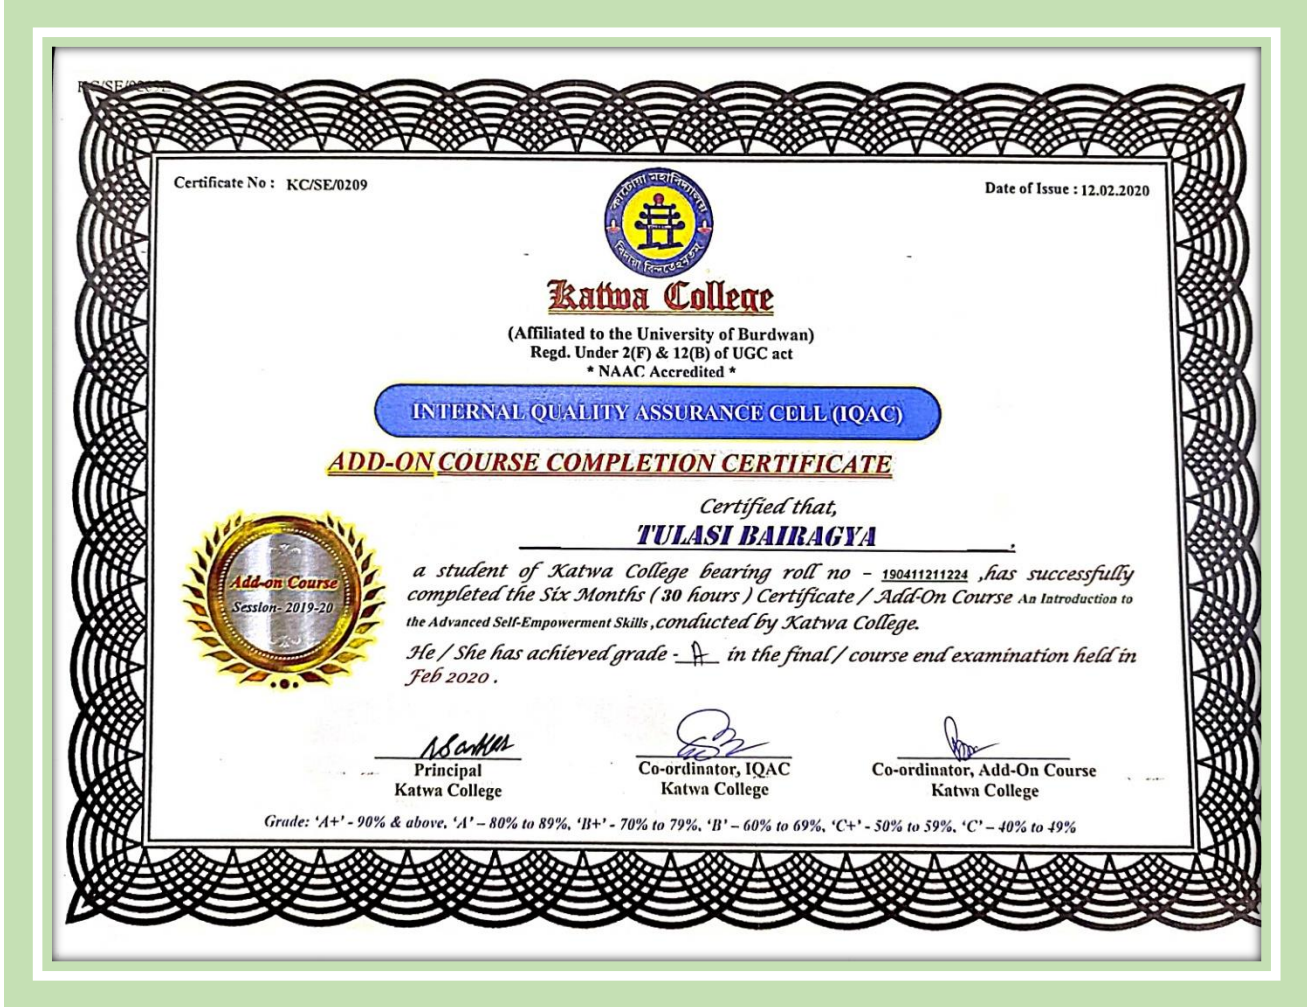 Certificate No : KC/SE/0209
Date of Issue : 12.02.2020
কাটোয়া মহাবিদ্যালয়
Katwa College
(Affiliated to the University of Burdwan)
Regd. Under 2(F) & 12(B) of UGC act
* NAAC Accredited *
INTERNAL QUALITY ASSURANCE CELL (IQAC)
ADD-ON COURSE COMPLETION CERTIFICATE
Certified that,
TULASI BAIRAGYA
Add-on Course
Session- 2019-20
a student of Katwa College bearing roll no – 190411211224 ,has successfully
completed the Six Months ( 30 hours ) Certificate / Add-On Course An Introduction to
the Advanced Self-Empowerment Skills ,conducted by Katwa College.
He / She has achieved grade - A in the final / course end examination held in
Feb 2020 .
Principal
Katwa College
Co-ordinator, IQAC
Katwa College
Co-ordinator, Add-On Course
Katwa College
Grade: ‘A+’ - 90% & above, ‘A’ – 80% to 89%, ‘B+’ - 70% to 79%, ‘B’ – 60% to 69%, ‘C+’ - 50% to 59%, ‘C’ – 40% to 49%